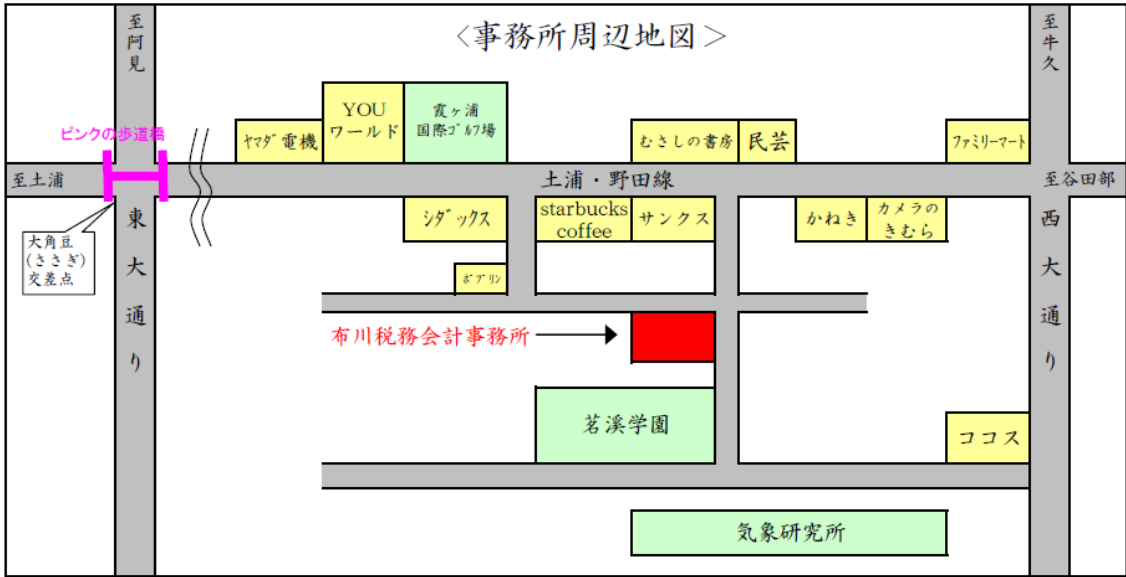 <事務所周辺地図>
至阿見
至牛久
ピンクの歩道橋
ヤマダ電機
YOU
ワールド
霞ヶ浦
国際ゴルフ場
むさしの書房
民芸
ファミリーマート
至土浦
土浦・野田線
至谷田部
大角豆
(ささぎ)
交差点
東大通り
シダックス
starbucks
coffee
サンクス
かねき
カメラの
きむら
西大通り
ポプリン
布川税務会計事務所
茗溪学園
ココス
気象研究所